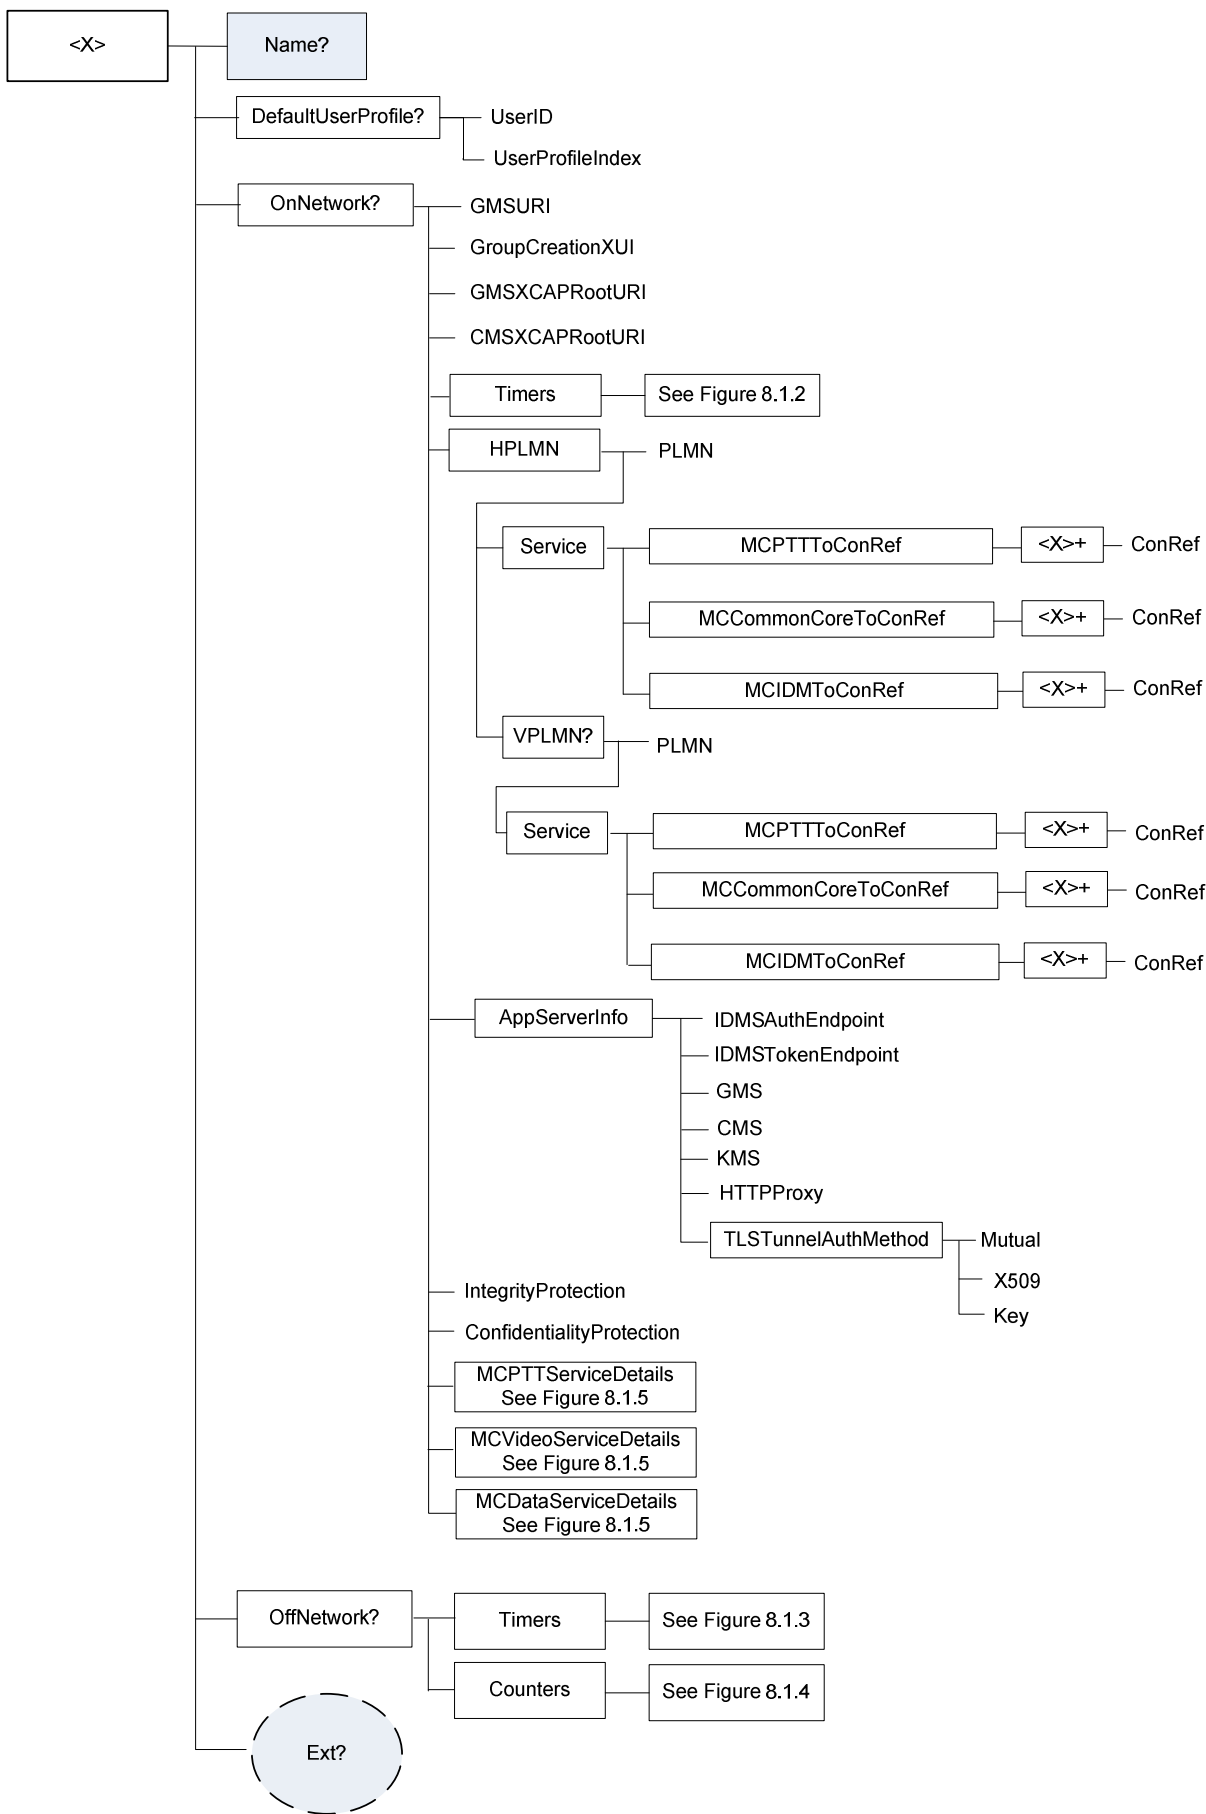 <X>
Name?
DefaultUserProfile?
UserID
UserProfileIndex
OnNetwork?
GMSURI
GroupCreationXUI
GMSXCAPRootURI
CMSXCAPRootURI
Timers
See Figure 8.1.2
HPLMN
PLMN
Service
MCPTTToConRef
<X>+
ConRef
MCCommonCoreToConRef
<X>+
ConRef
MCIDMToConRef
<X>+
ConRef
VPLMN?
PLMN
Service
MCPTTToConRef
<X>+
ConRef
MCCommonCoreToConRef
<X>+
ConRef
MCIDMToConRef
<X>+
ConRef
AppServerInfo
IDMSAuthEndpoint
IDMSTokenEndpoint
GMS
CMS
KMS
HTTPProxy
TLSTunnelAuthMethod
Mutual
X509
Key
IntegrityProtection
ConfidentialityProtection
MCPTTServiceDetails
See Figure 8.1.5
MCVideoServiceDetails
See Figure 8.1.5
MCDataServiceDetails
See Figure 8.1.5
OffNetwork?
Timers
See Figure 8.1.3
Counters
See Figure 8.1.4
Ext?